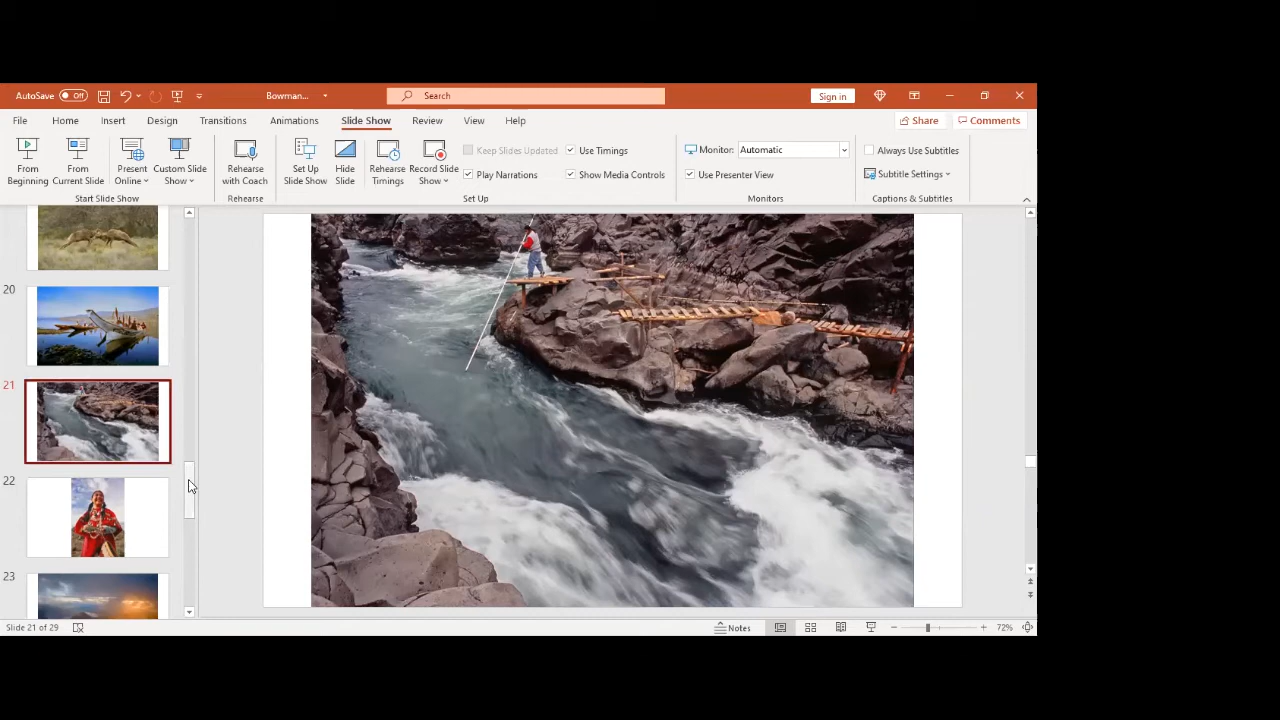 AutoSave Off Bowman... Search Sign in
File Home Insert Design Transitions Animations Slide Show Review View Help Share Comments
From Beginning
From Current Slide
Present Online
Custom Slide Show
Start Slide Show
Rehearse with Coach
Rehearse
Set Up Slide Show
Hide Slide
Rehearse Timings
Record Slide Show
Keep Slides Updated
Play Narrations
Use Timings
Show Media Controls
Set Up
Monitor: Automatic
Use Presenter View
Monitors
Always Use Subtitles
Subtitle Settings
Captions & Subtitles
20
21
22
23
Slide 21 of 29 Notes 72%